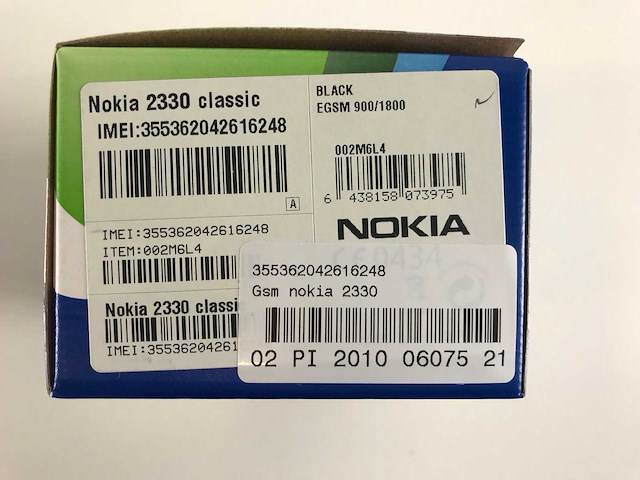 Nokia 2330 classic
IMEI:355362042616248
A
IMEI:355362042616248
ITEM:002M6L4
Nokia 2330 classi
IMEI:35536204261
BLACK
EGSM 900/1800
002M6L4
6 438158 073975
NOKIA
CE0434
355362042616248
Gsm nokia 2330
02 PI 2010 06075 21